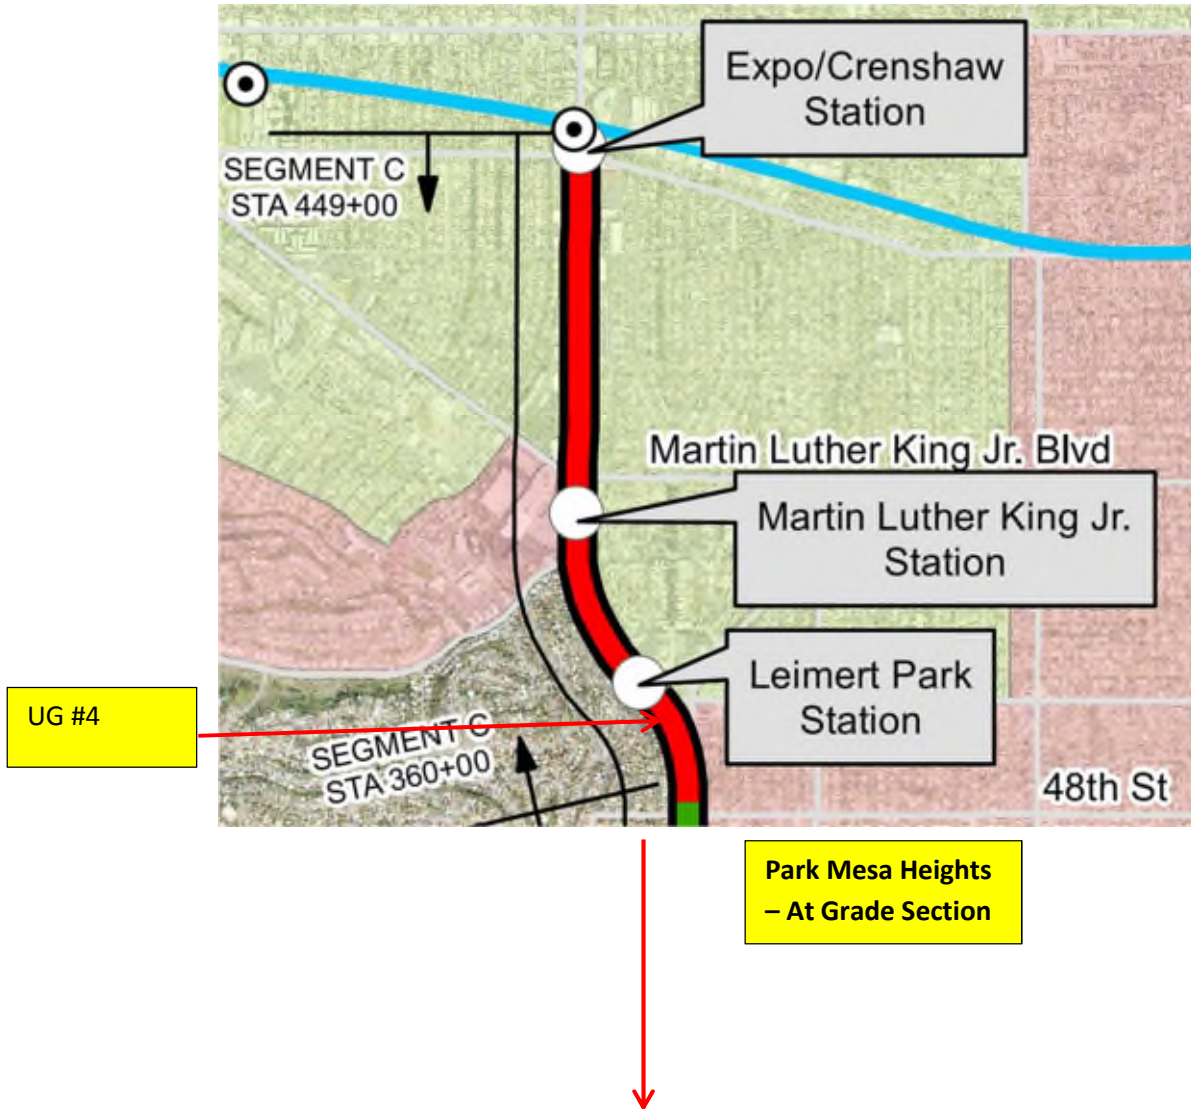 Expo/Crenshaw
Station
SEGMENT C
STA 449+00
Martin Luther King Jr. Blvd
Martin Luther King Jr.
Station
Leimert Park
Station
UG #4
SEGMENT C
STA 360+00
48th St
Park Mesa Heights
– At Grade Section